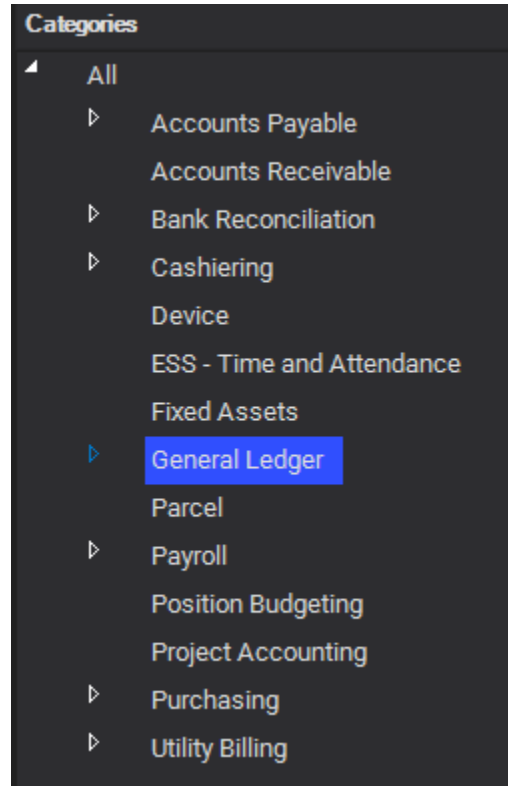 Categories
All
Accounts Payable
Accounts Receivable
Bank Reconciliation
Cashiering
Device
ESS - Time and Attendance
Fixed Assets
General Ledger
Parcel
Payroll
Position Budgeting
Project Accounting
Purchasing
Utility Billing